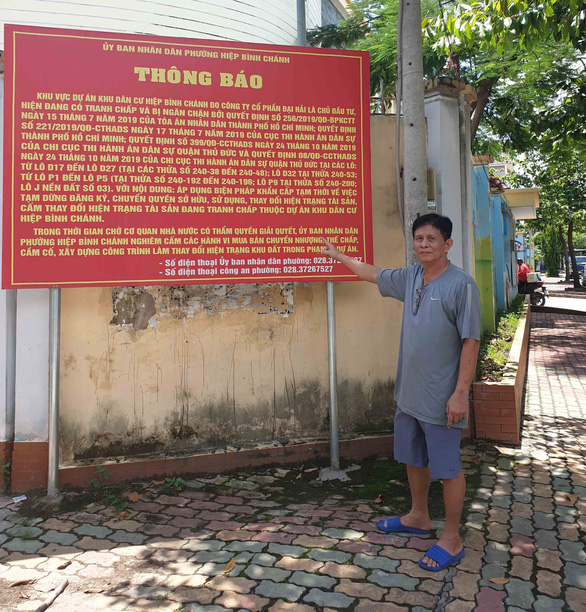 ỦY BAN NHÂN DÂN PHƯỜNG HIỆP BÌNH CHÁNH
THÔNG BÁO
KHU VỰC DỰ ÁN KHU DÂN CƯ HIỆP BÌNH CHÁNH DO CÔNG TY CỔ PHẦN ĐẠI HẢI LÀ CHỦ ĐẦU TƯ,
HIỆN ĐANG CÓ TRANH CHẤP VÀ BỊ NGĂN CHẶN BỞI QUYẾT ĐỊNH SỐ 256/2019/QĐ-BPKCTT
NGÀY 15 THÁNG 7 NĂM 2019 CỦA TÒA ÁN NHÂN DÂN THÀNH PHỐ HỒ CHÍ MINH; QUYẾT ĐỊNH
SỐ 221/2019/QĐ-CTHADS NGÀY 17 THÁNG 7 NĂM 2019 CỦA CỤC THI HÀNH ÁN DÂN SỰ
THÀNH PHỐ HỒ CHÍ MINH; QUYẾT ĐỊNH SỐ 399/QĐ-CCTHADS NGÀY 24 THÁNG 10 NĂM 2019
CỦA CHI CỤC THI HÀNH ÁN DÂN SỰ QUẬN THỦ ĐỨC VÀ QUYẾT ĐỊNH 08/QĐ-CCTHADS
NGÀY 24 THÁNG 10 NĂM 2019 CỦA CHI CỤC THI HÀNH ÁN DÂN SỰ QUẬN THỦ ĐỨC TẠI CÁC LÔ
TỪ LÔ D17 ĐẾN LÔ D27 (TẠI CÁC THỬA SỐ 240-38 ĐẾN 240-48); LÔ D32 TẠI THỬA 240-53;
TỪ LÔ P1 ĐẾN LÔ P5 (TẠI THỬA SỐ 240-192 ĐẾN 240-196; LÔ P9 TẠI THỬA SỐ 240-200;
LÔ J NỀN ĐẤT SỐ 03). VỚI NỘI DUNG: ÁP DỤNG BIỆN PHÁP KHẨN CẤP TẠM THỜI VỀ VIỆC
TẠM DỪNG ĐĂNG KÝ, CHUYỂN QUYỀN SỞ HỮU, SỬ DỤNG, THAY ĐỔI HIỆN TRẠNG TÀI SẢN,
CẤM THAY ĐỔI HIỆN TRẠNG TÀI SẢN ĐANG TRANH CHẤP THUỘC DỰ ÁN KHU DÂN CƯ
HIỆP BÌNH CHÁNH.
TRONG THỜI GIAN CHỜ CƠ QUAN NHÀ NƯỚC CÓ THẨM QUYỀN GIẢI QUYẾT, ỦY BAN NHÂN DÂN
PHƯỜNG HIỆP BÌNH CHÁNH NGHIÊM CẤM CÁC HÀNH VI MUA BÁN CHUYỂN NHƯỢNG THẾ CHẤP,
CẦM CỐ, XÂY DỰNG CÔNG TRÌNH LÀM THAY ĐỔI HIỆN TRẠNG KHU ĐẤT TRONG PHẠM VI DỰ ÁN.
- Số điện thoại Ủy ban nhân dân phường:
- Số điện thoại công an phường: 028.37267527